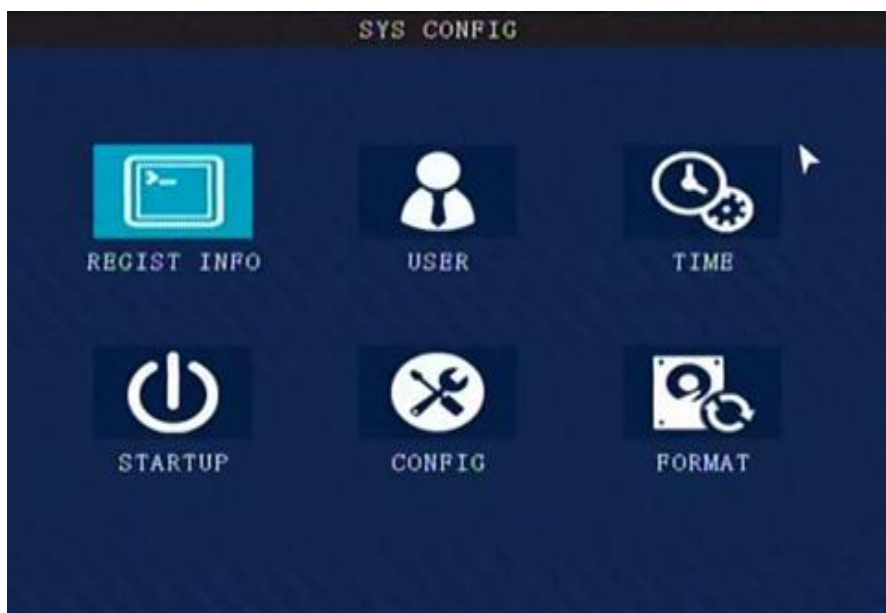 SYS CONFIG
REGIST INFO USER TIME
STARTUP CONFIG FORMAT